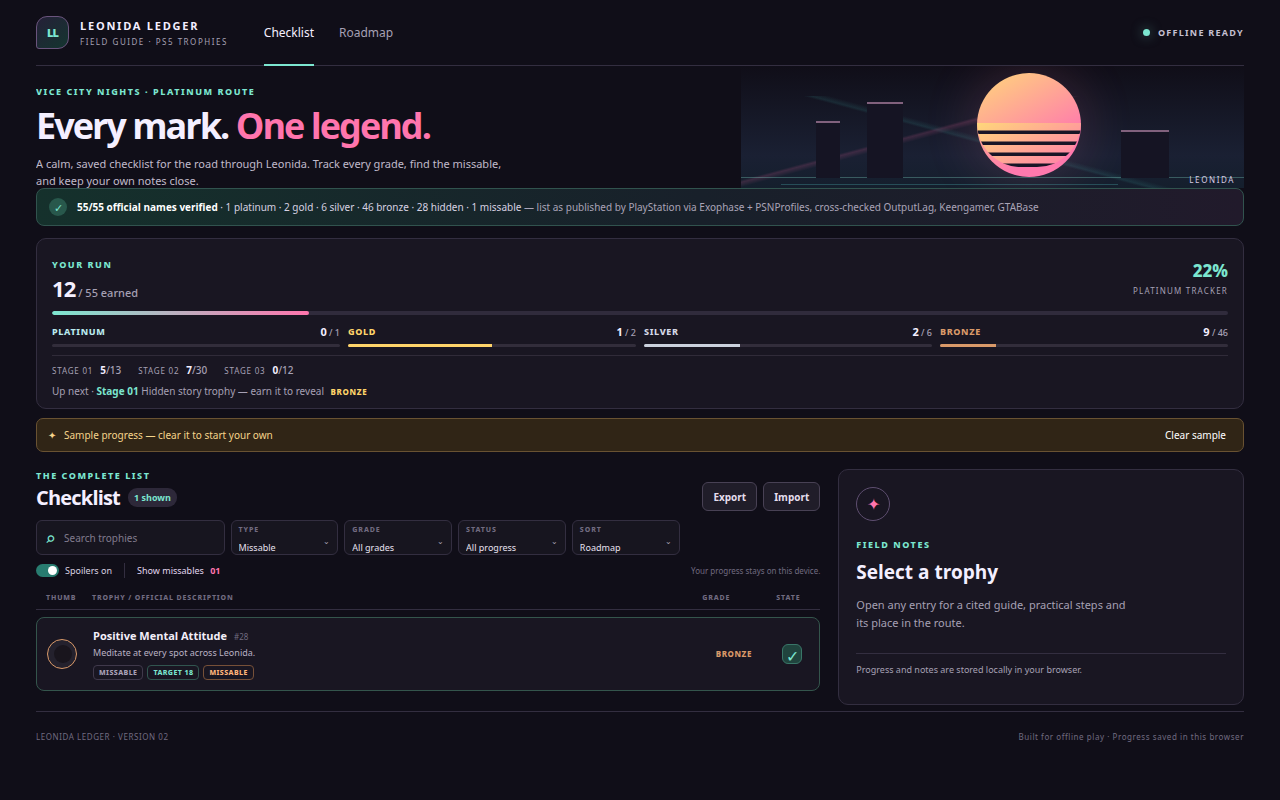 LL
LEONIDA LEDGER
FIELD GUIDE · PS5 TROPHIES
Checklist
Roadmap
OFFLINE READY
VICE CITY NIGHTS · PLATINUM ROUTE
Every mark. One legend.
A calm, saved checklist for the road through Leonida. Track every grade, find the missable,
and keep your own notes close.
LEONIDA
55/55 official names verified · 1 platinum · 2 gold · 6 silver · 46 bronze · 28 hidden · 1 missable — list as published by PlayStation via Exophase + PSNProfiles, cross-checked OutputLag, Keengamer, GTABase
YOUR RUN
12 / 55 earned
22%
PLATINUM TRACKER
PLATINUM 0 / 1
GOLD 1 / 2
SILVER 2 / 6
BRONZE 9 / 46
STAGE 01 5/13 STAGE 02 7/30 STAGE 03 0/12
Up next · Stage 01 Hidden story trophy — earn it to reveal BRONZE
Sample progress — clear it to start your own
Clear sample
THE COMPLETE LIST
Checklist 1 shown
Export
Import
Search trophies
TYPE
Missable
GRADE
All grades
STATUS
All progress
SORT
Roadmap
Spoilers on
Show missables 01
Your progress stays on this device.
THUMB TROPHY / OFFICIAL DESCRIPTION GRADE STATE
Positive Mental Attitude #28
Meditate at every spot across Leonida.
MISSABLE TARGET 18 MISSABLE
BRONZE
FIELD NOTES
Select a trophy
Open any entry for a cited guide, practical steps and
its place in the route.
Progress and notes are stored locally in your browser.
LEONIDA LEDGER · VERSION 02
Built for offline play · Progress saved in this browser